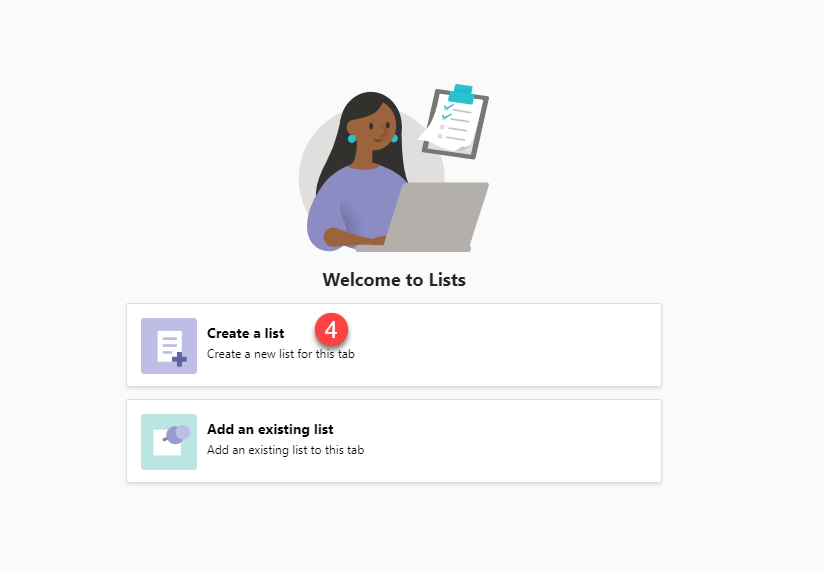 Welcome to Lists
Create a list
4
Create a new list for this tab
Add an existing list
Add an existing list to this tab